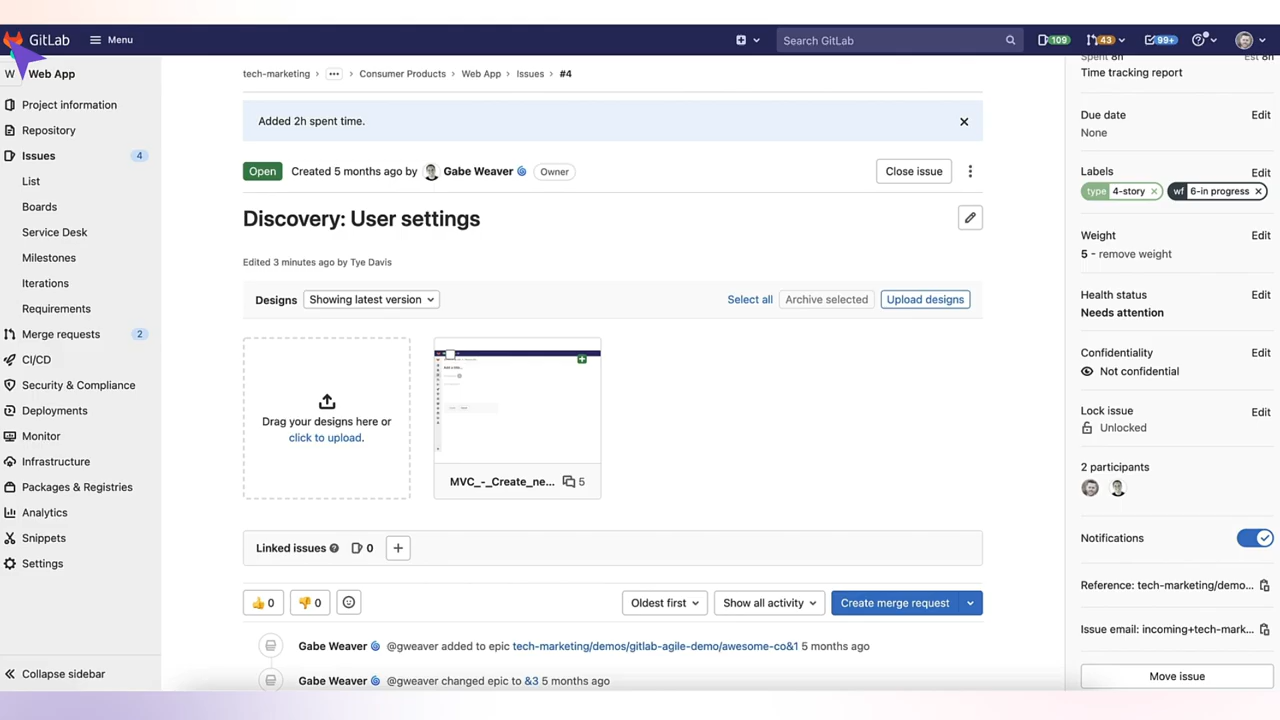 GitLab
Menu
Search GitLab
109
43
99+
W
Web App
Project information
Repository
Issues
4
List
Boards
Service Desk
Milestones
Iterations
Requirements
Merge requests
2
CI/CD
Security & Compliance
Deployments
Monitor
Infrastructure
Packages & Registries
Analytics
Snippets
Settings
Collapse sidebar
tech-marketing › ••• › Consumer Products › Web App › Issues › #4
Added 2h spent time.
Open
Created 5 months ago by
Gabe Weaver
Owner
Close issue
Discovery: User settings
Edited 3 minutes ago by Tye Davis
Designs
Showing latest version
Select all
Archive selected
Upload designs
Drag your designs here or
click to upload.
MVC_-_Create_ne...
5
Linked issues
0
0
0
Oldest first
Show all activity
Create merge request
Gabe Weaver @gweaver added to epic tech-marketing/demos/gitlab-agile-demo/awesome-co&1 5 months ago
Gabe Weaver @gweaver changed epic to &3 5 months ago
Spent 8h
Est 8h
Time tracking report
Due date
Edit
None
Labels
Edit
type 4-story
wf 6-in progress
Weight
Edit
5 - remove weight
Health status
Edit
Needs attention
Confidentiality
Edit
Not confidential
Lock issue
Edit
Unlocked
2 participants
Notifications
Reference: tech-marketing/demo...
Issue email: incoming+tech-mark...
Move issue